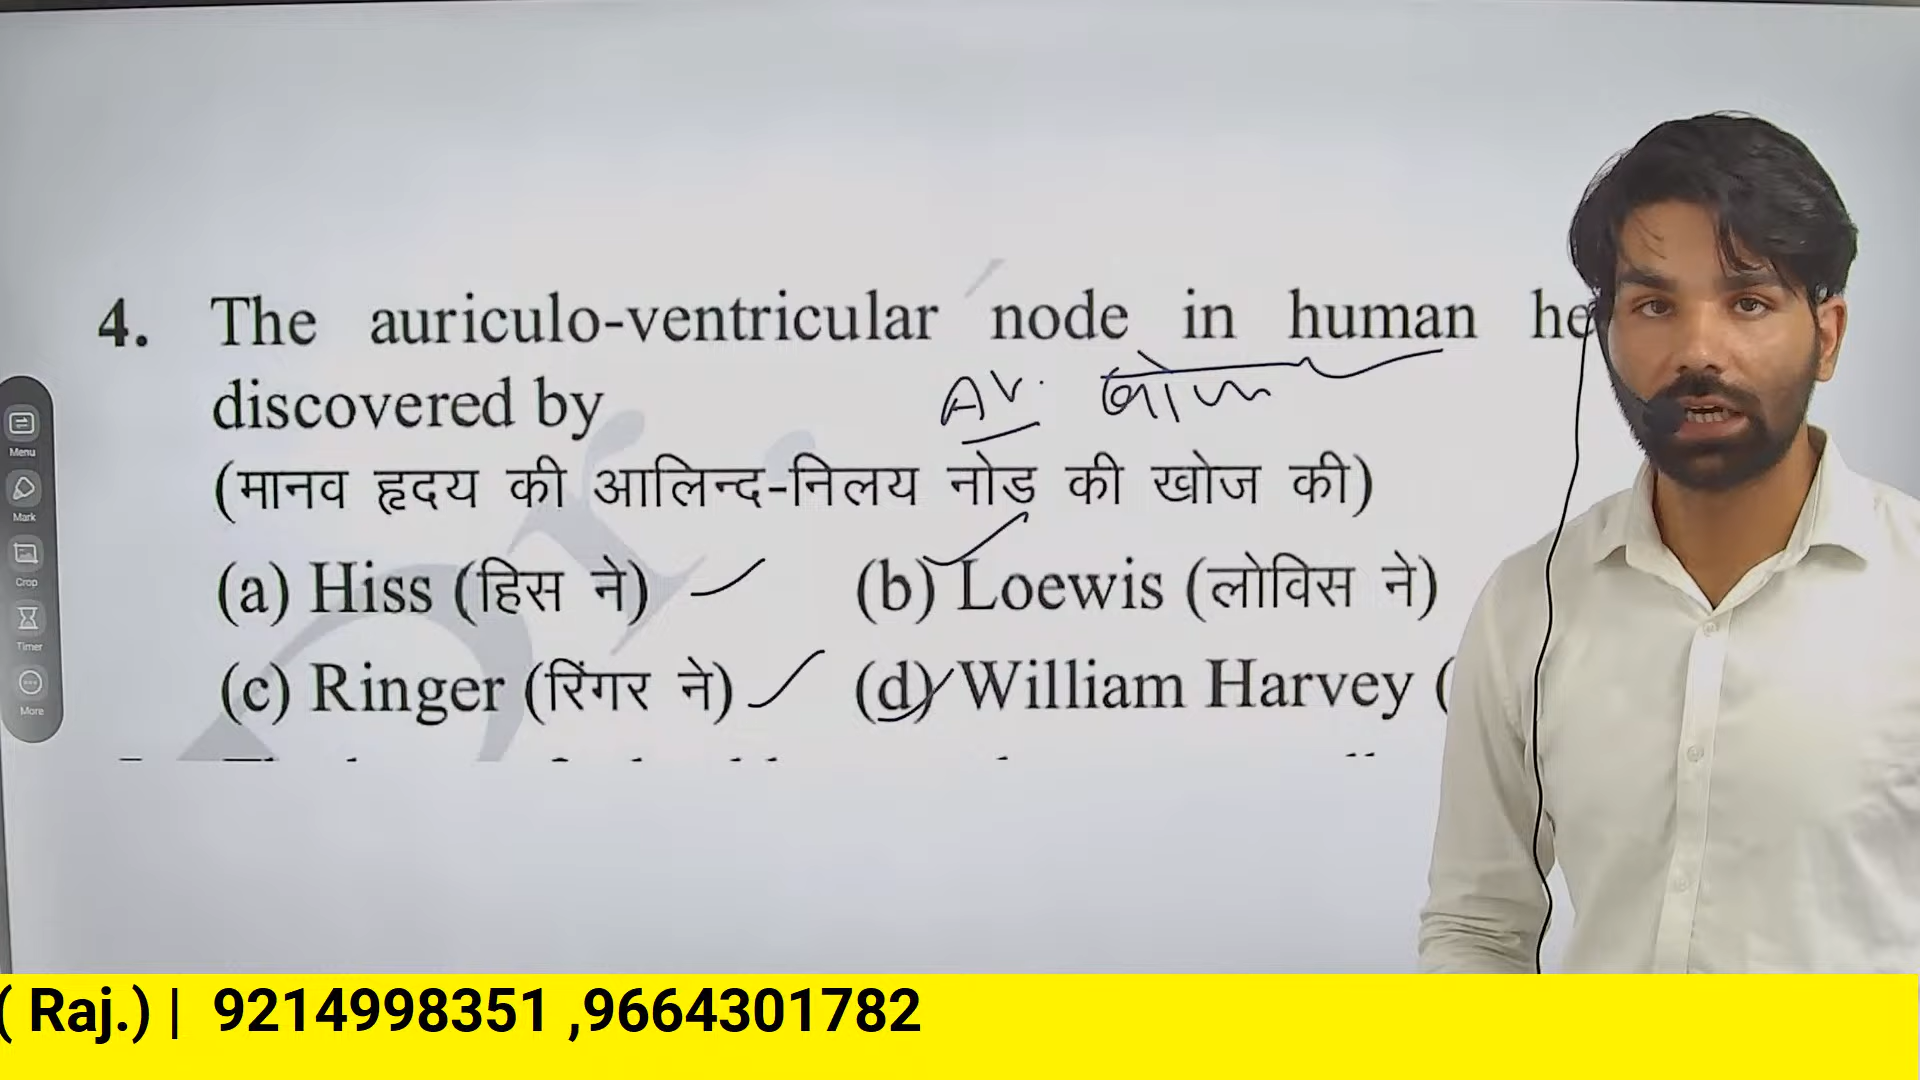 4. The auriculo-ventricular node in human he
discovered by
AV.
(मानव हृदय की आलिन्द-निलय नोड की खोज की)
(a) Hiss (हिस ने) (b) Loewis (लोविस ने)
(c) Ringer (रिंगर ने) (d) William Harvey (
Menu
Mark
Crop
Timer
More
( Raj.) | 9214998351 ,9664301782